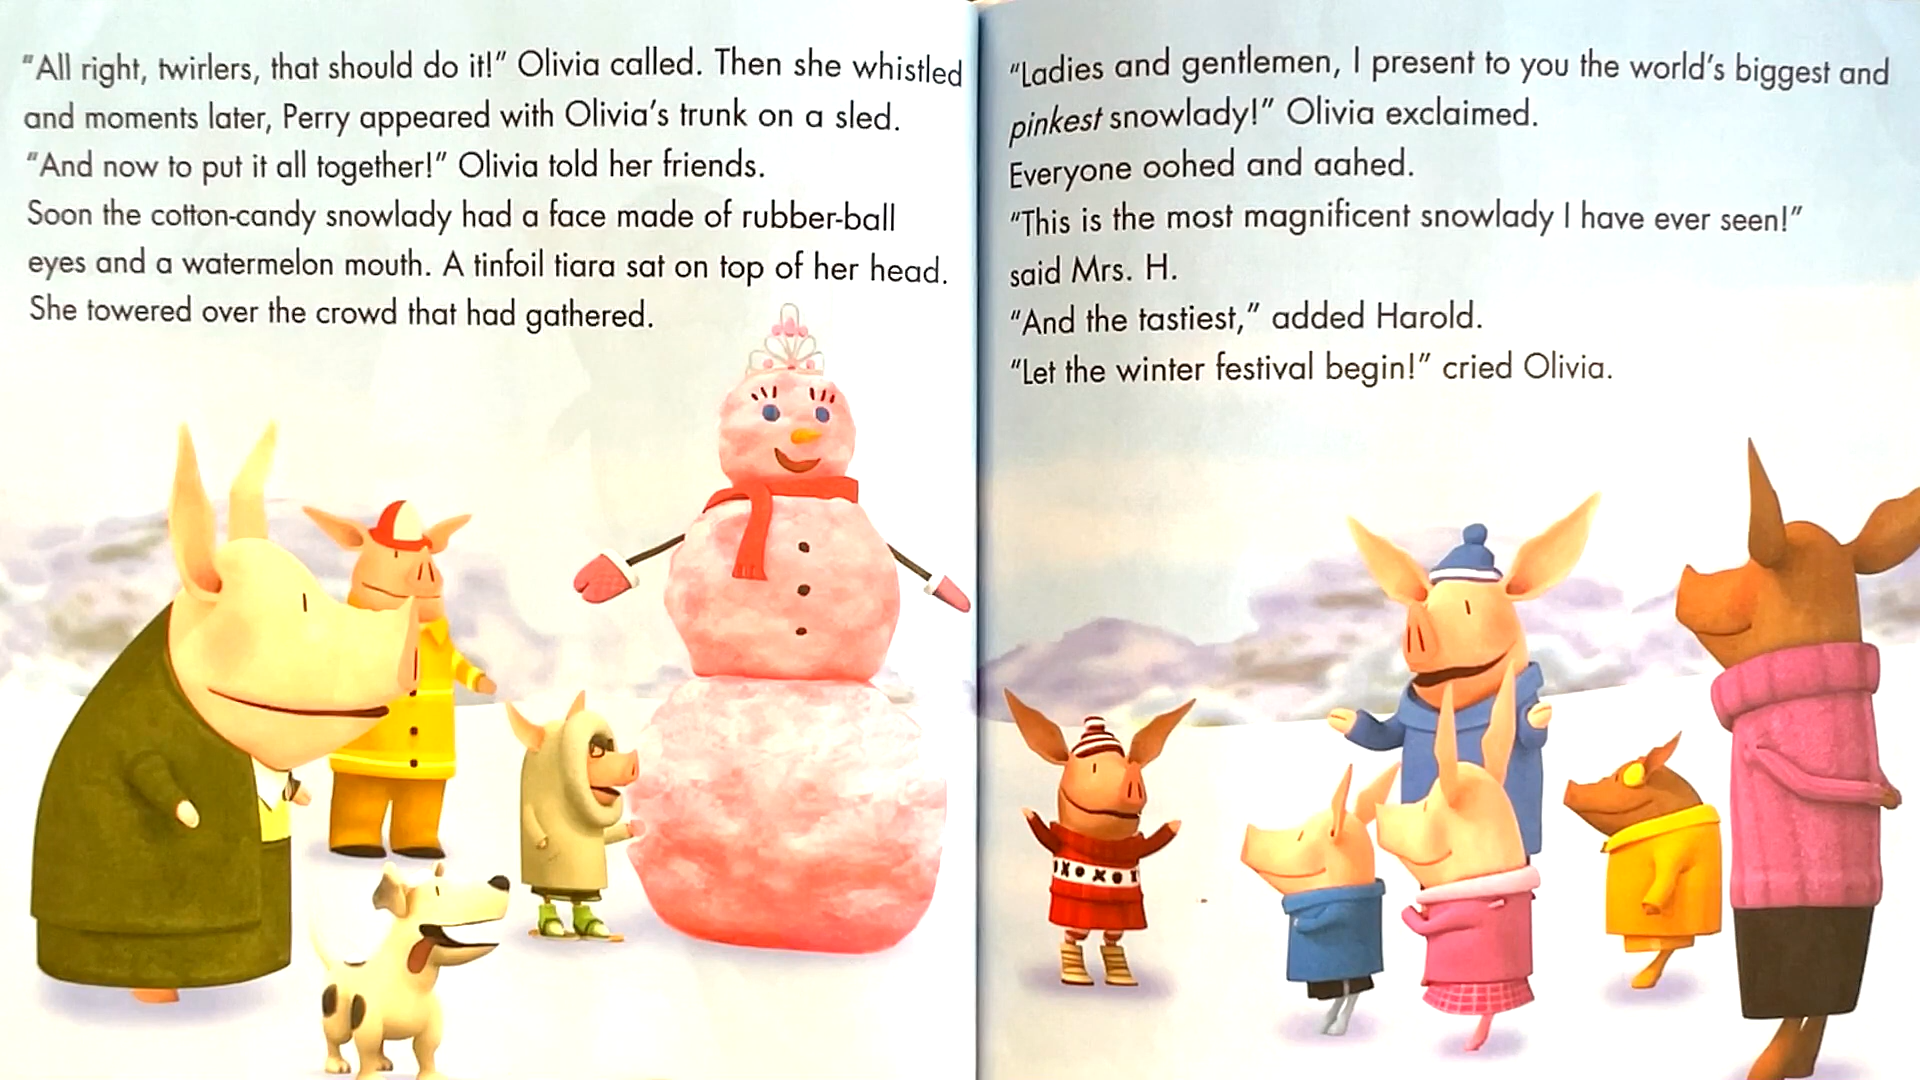 "All right, twirlers, that should do it!" Olivia called. Then she whistled
and moments later, Perry appeared with Olivia's trunk on a sled.
"And now to put it all together!" Olivia told her friends.
Soon the cotton-candy snowlady had a face made of rubber-ball
eyes and a watermelon mouth. A tinfoil tiara sat on top of her head.
She towered over the crowd that had gathered.
"Ladies and gentlemen, I present to you the world's biggest and
pinkest snowlady!" Olivia exclaimed.
Everyone oohed and aahed.
"This is the most magnificent snowlady I have ever seen!"
said Mrs. H.
"And the tastiest," added Harold.
"Let the winter festival begin!" cried Olivia.